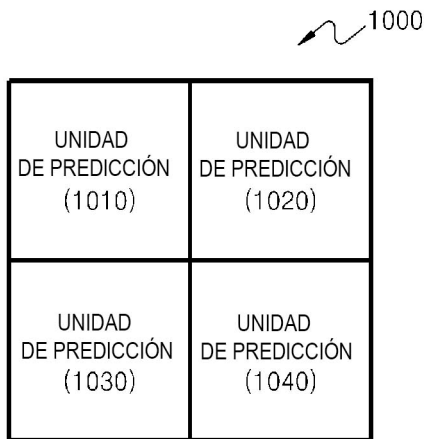 1000
UNIDAD
DE PREDICCIÓN
(1010)
UNIDAD
DE PREDICCIÓN
(1020)
UNIDAD
DE PREDICCIÓN
(1030)
UNIDAD
DE PREDICCIÓN
(1040)